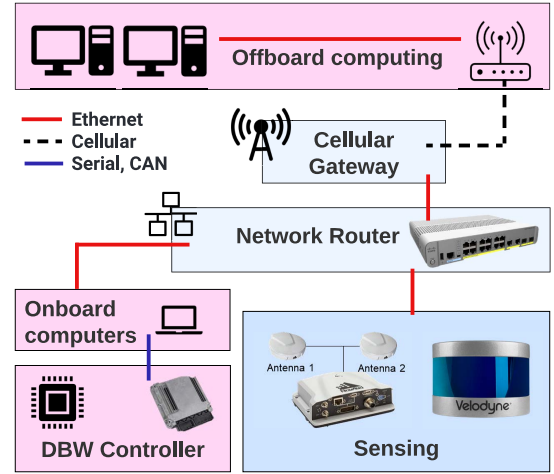 Offboard computing
Ethernet
Cellular
Serial, CAN
Cellular
Gateway
Network Router
Onboard
computers
Antenna 1
Antenna 2
Velodyne
DBW Controller
Sensing